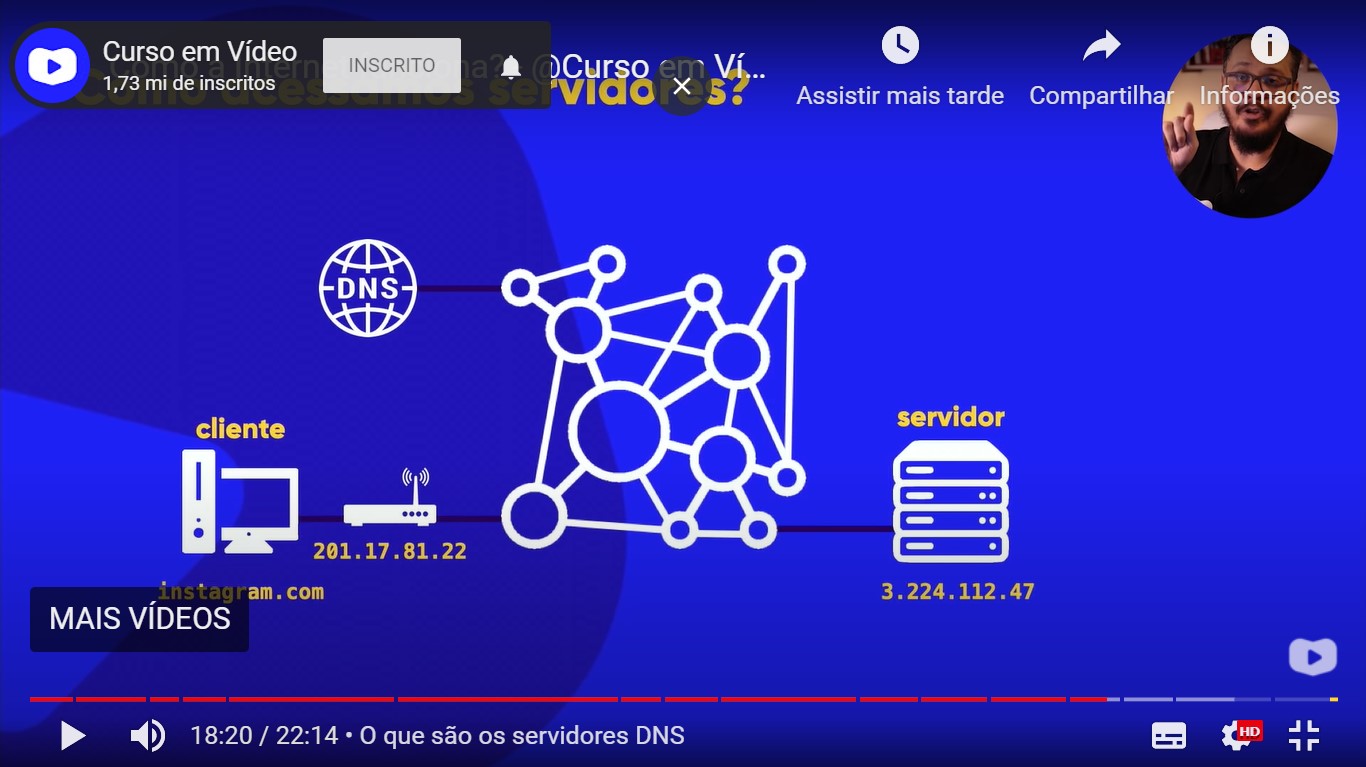 Curso em Vídeo
1,73 mi de inscritos
INSCRITO
@Curso em Ví...
Como acessamos servidores?
Assistir mais tarde
Compartilhar
Informações
DNS
cliente
servidor
201.17.81.22
instagram.com
3.224.112.47
MAIS VÍDEOS
18:20 / 22:14 • O que são os servidores DNS
HD